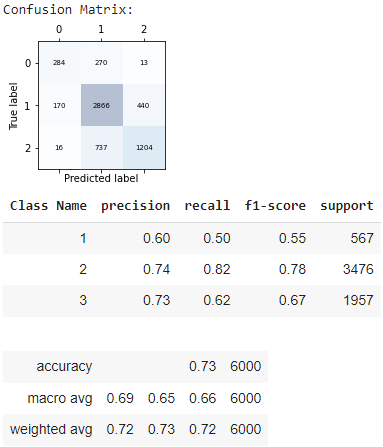 Confusion Matrix:
0 1 2
0 284 270 13
1 170 2866 440
2 16 737 1204
True label
Predicted label
Class Name precision recall f1-score support
1 0.60 0.50 0.55 567
2 0.74 0.82 0.78 3476
3 0.73 0.62 0.67 1957
accuracy 0.73 6000
macro avg 0.69 0.65 0.66 6000
weighted avg 0.72 0.73 0.72 6000